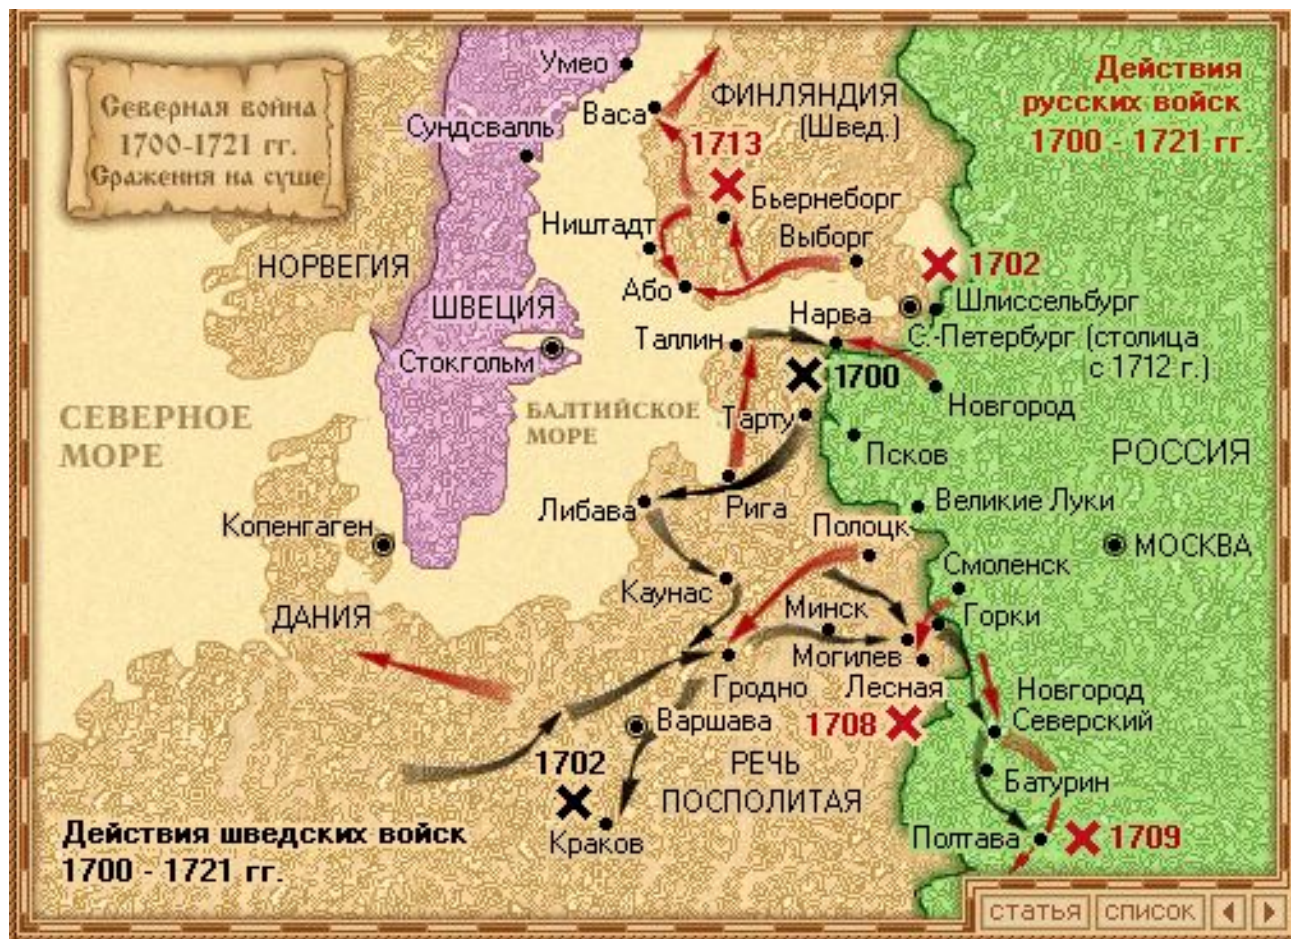 Северная война
1700-1721 гг.
Сражения на суше
Действия
русских войск
1700 - 1721 гг.
Умео
Васа
ФИНЛЯНДИЯ
(Швед.)
Сундсвалль
1713
Бьернеборг
Ништадт
Выборг
НОРВЕГИЯ
1702
Або
ШВЕЦИЯ
Шлиссельбург
Нарва
Таллин
С.-Петербург (столица
с 1712 г.)
Стокгольм
1700
Новгород
СЕВЕРНОЕ
МОРЕ
БАЛТИЙСКОЕ
МОРЕ
Тарту
Псков
РОССИЯ
Либава
Рига
Великие Луки
Копенгаген
Полоцк
МОСКВА
Смоленск
Каунас
Минск
Горки
ДАНИЯ
Могилев
Гродно
Лесная
Новгород
Северский
Варшава
1708
1702
РЕЧЬ
ПОСПОЛИТАЯ
Батурин
Действия шведских войск
1700 - 1721 гг.
Краков
Полтава
1709
статья
список